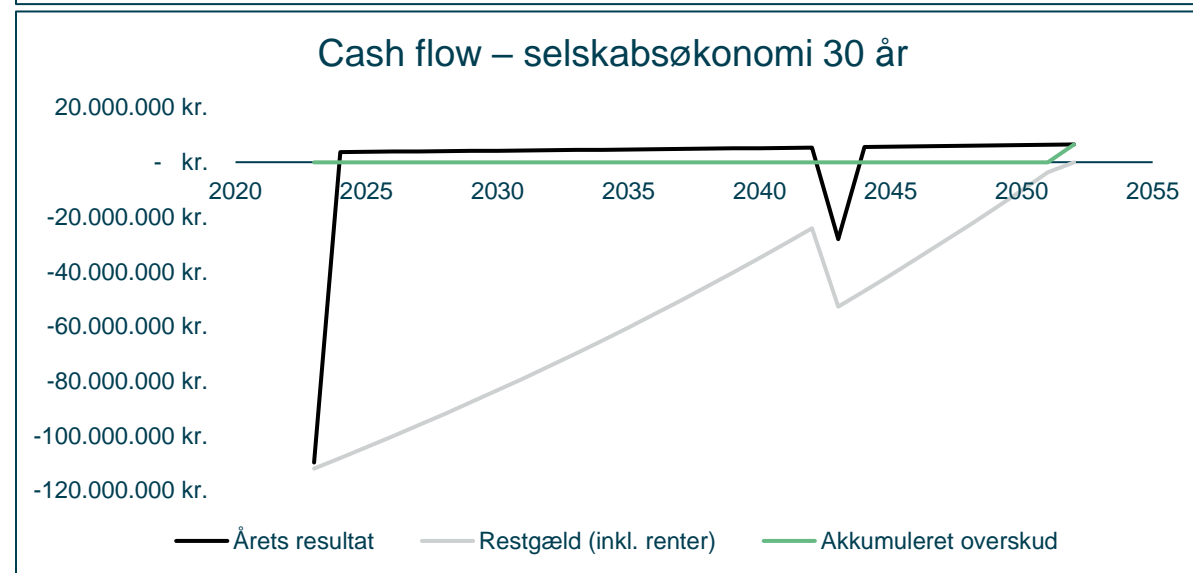 Cash flow – selskabsøkonomi 30 år
20.000.000 kr.
- kr.
2020 2025 2030 2035 2040 2045 2050 2055
-20.000.000 kr.
-40.000.000 kr.
-60.000.000 kr.
-80.000.000 kr.
-100.000.000 kr.
-120.000.000 kr.
Årets resultat Restgæld (inkl. renter) Akkumuleret overskud